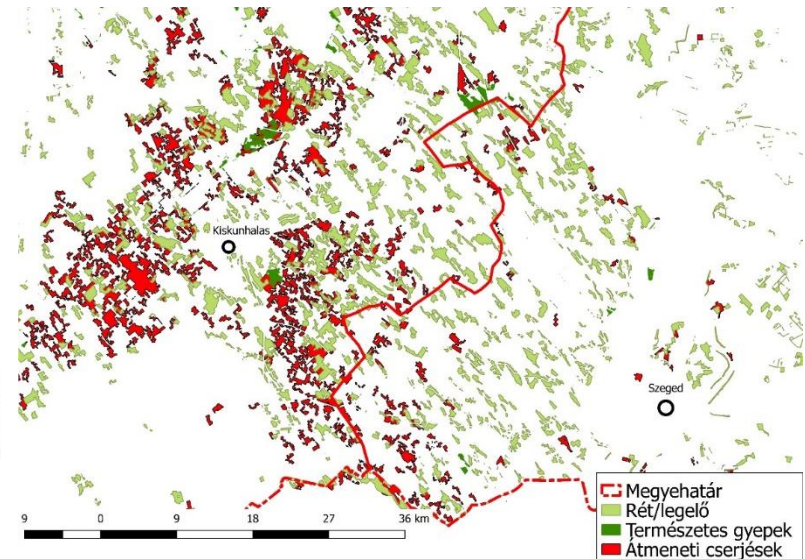 Kiskunhalas
Szeged
Megyehatár
Rét/legelő
Természetes gyepek
Átmeneti cserjések
9 0 9 18 27 36 km